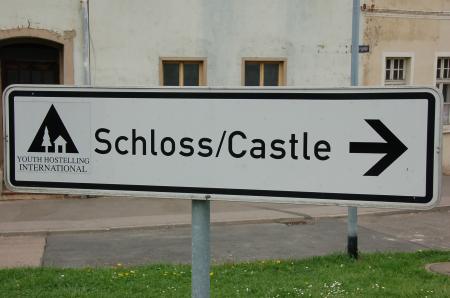 Schloss/Castle
YOUTH HOSTELLING
INTERNATIONAL